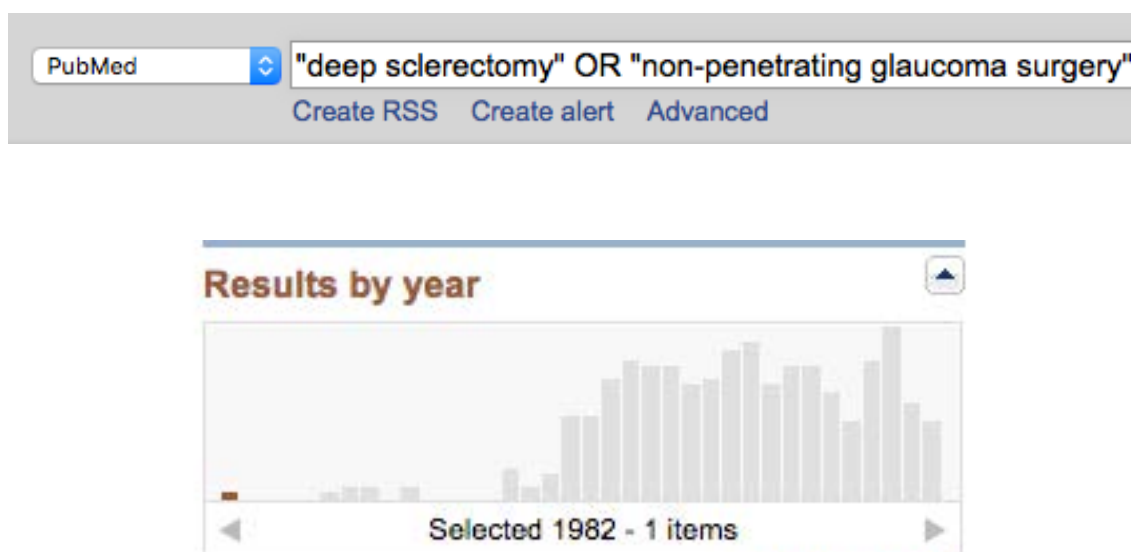 PubMed
"deep sclerectomy" OR "non-penetrating glaucoma surgery"
Create RSS Create alert Advanced
Results by year
Selected 1982 - 1 items